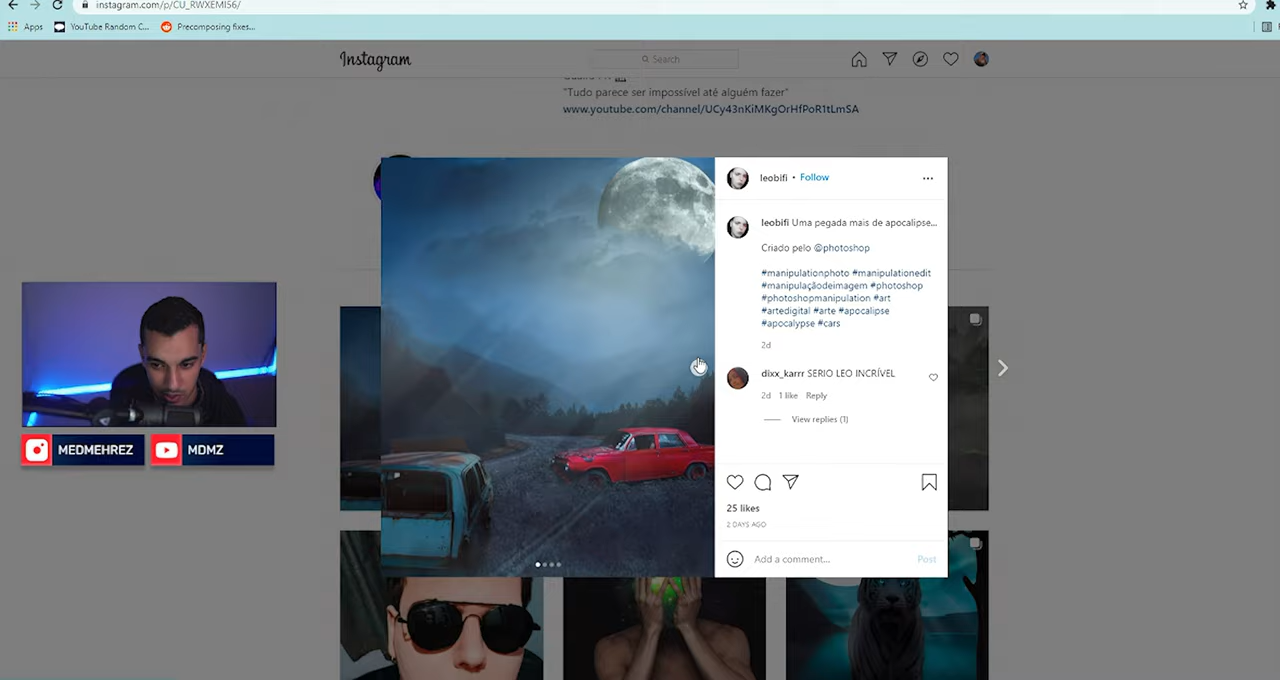 instagram.com/p/CU_RWXEMI56/
Apps YouTube Random C... Precomposing fixes...
Instagram
Search
"Tudo parece ser impossível até alguém fazer"
www.youtube.com/channel/UCy43nKiMKgOrHfPoR1tLmSA
leobifi • Follow
leobifi Uma pegada mais de apocalipse...
Criado pelo @photoshop
#manipulationphoto #manipulationedit
#manipulaçãodeimagem #photoshop
#photoshopmanipulation #art
#artedigital #arte #apocalipse
#apocalypse #cars
2d
dixx_karrr SERIO LEO INCRÍVEL
2d 1 like Reply
View replies (1)
MEDMEHREZ MDMZ
25 likes
2 DAYS AGO
Add a comment... Post